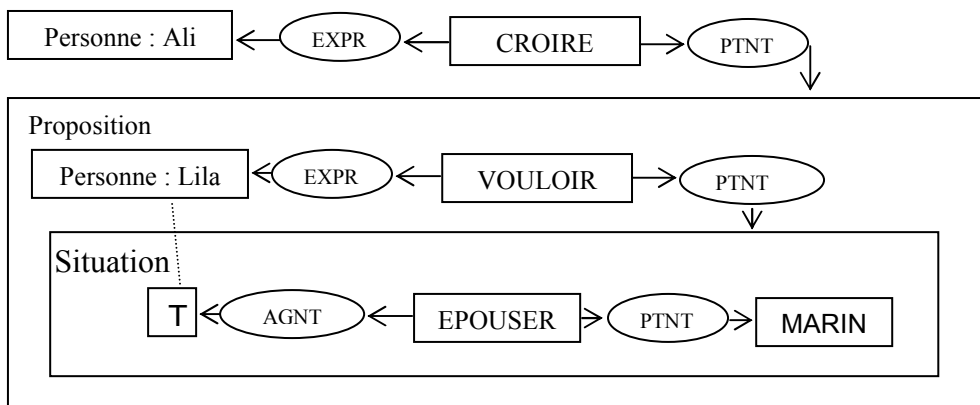 Personne : Ali EXPR CROIRE PTNT
Proposition
Personne : Lila EXPR VOULOIR PTNT
Situation
T AGNT EPOUSER PTNT MARIN